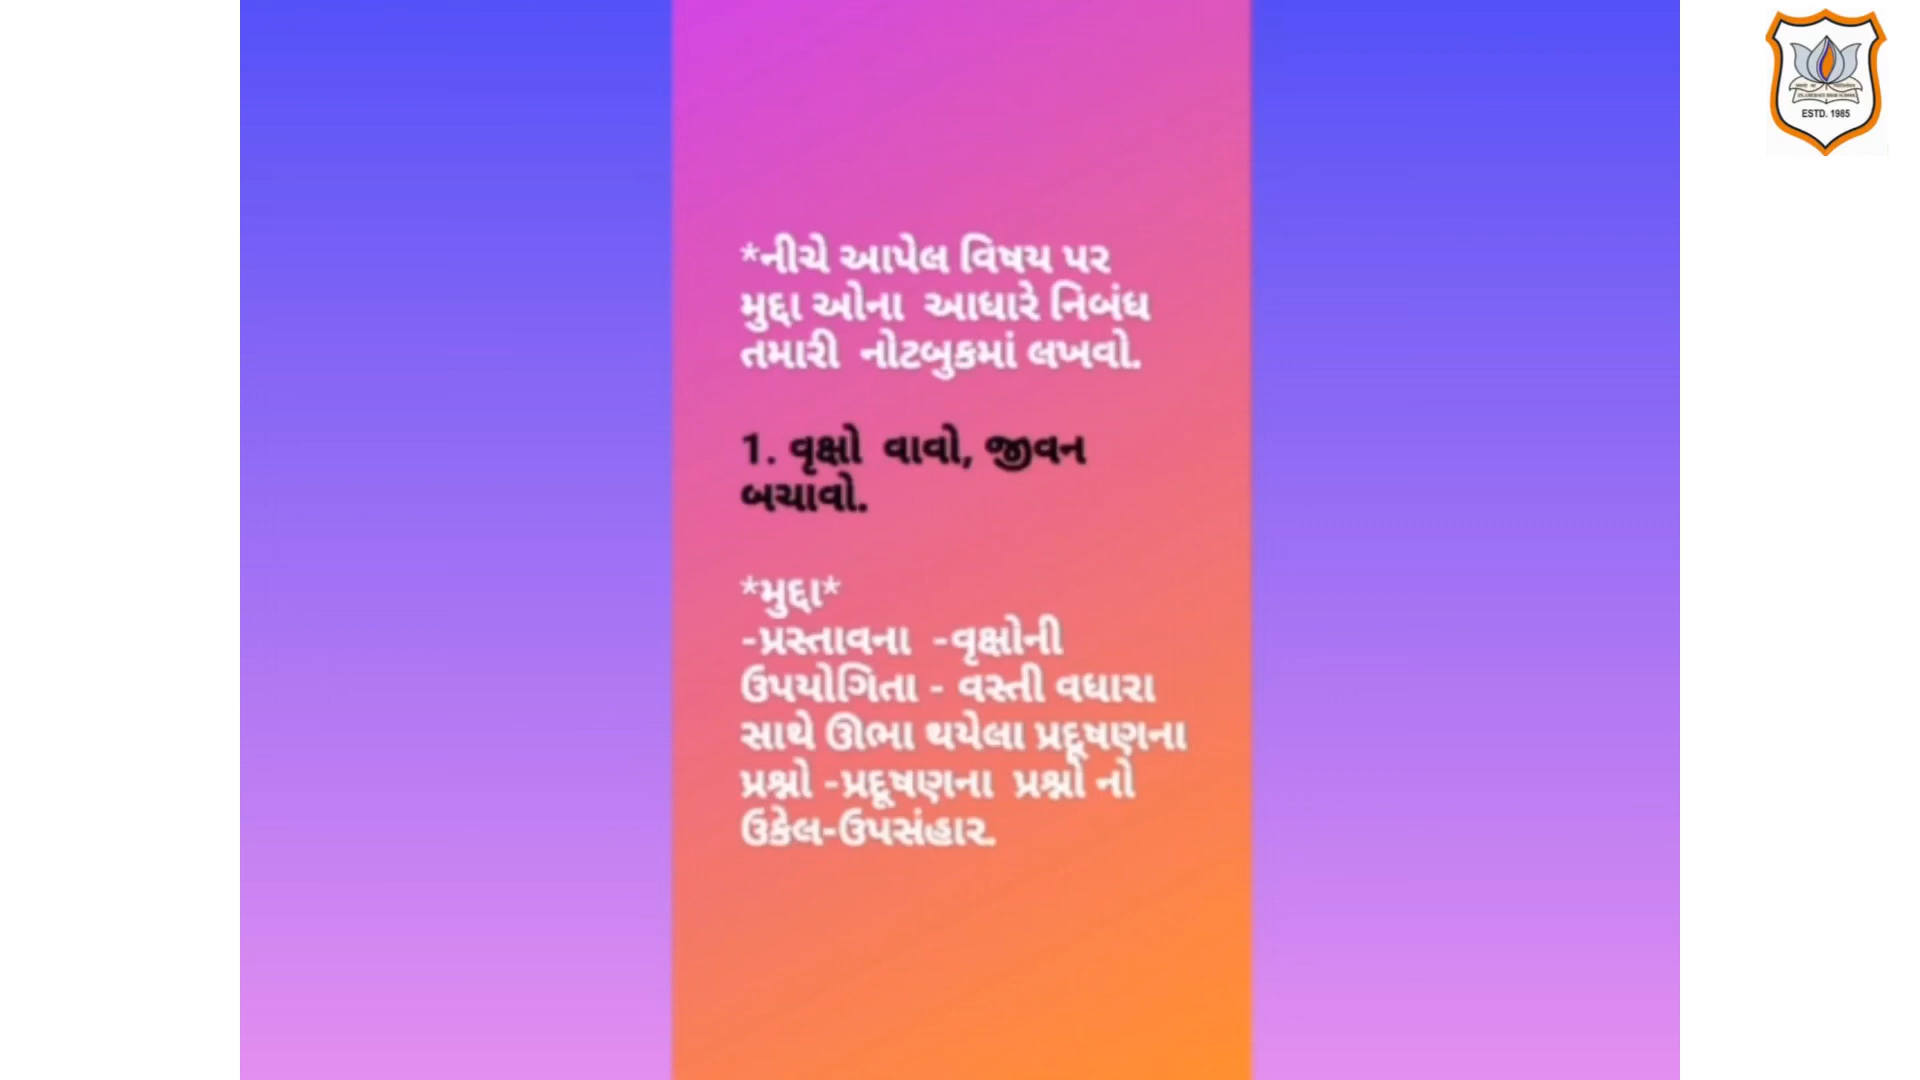 *નીચે આપેલ વિષય પર
મુદ્દા ઓના આધારે નિબંધ
તમારી નોટબુકમાં લખવો.
1. વૃક્ષો વાવો, જીવન
બચાવો.
*મુદ્દા*
-પ્રસ્તાવના -વૃક્ષોની
ઉપયોગિતા - વસ્તી વધારા
સાથે ઊભા થયેલા પ્રદૂષણના
પ્રશ્નો -પ્રદૂષણના પ્રશ્નો નો
ઉકેલ-ઉપસંહાર.
ESTD. 1985